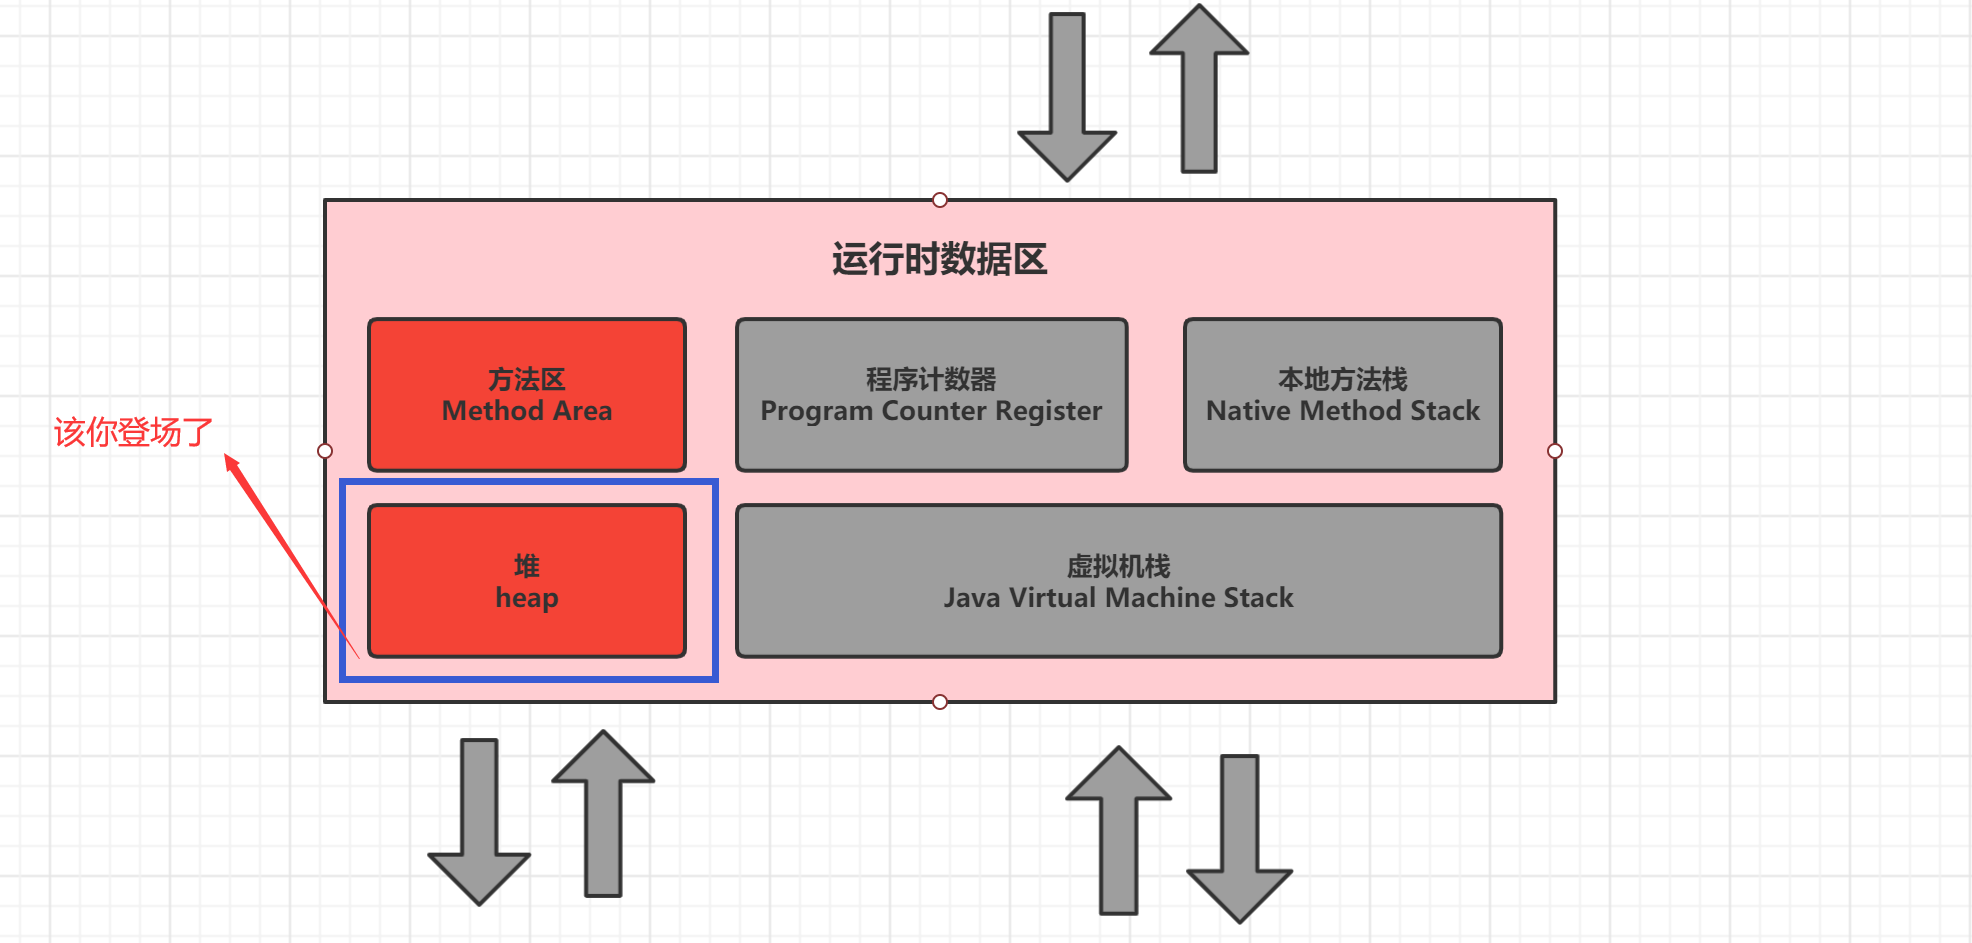 运行时数据区
方法区
Method Area
程序计数器
Program Counter Register
本地方法栈
Native Method Stack
该你登场了
堆
heap
虚拟机栈
Java Virtual Machine Stack